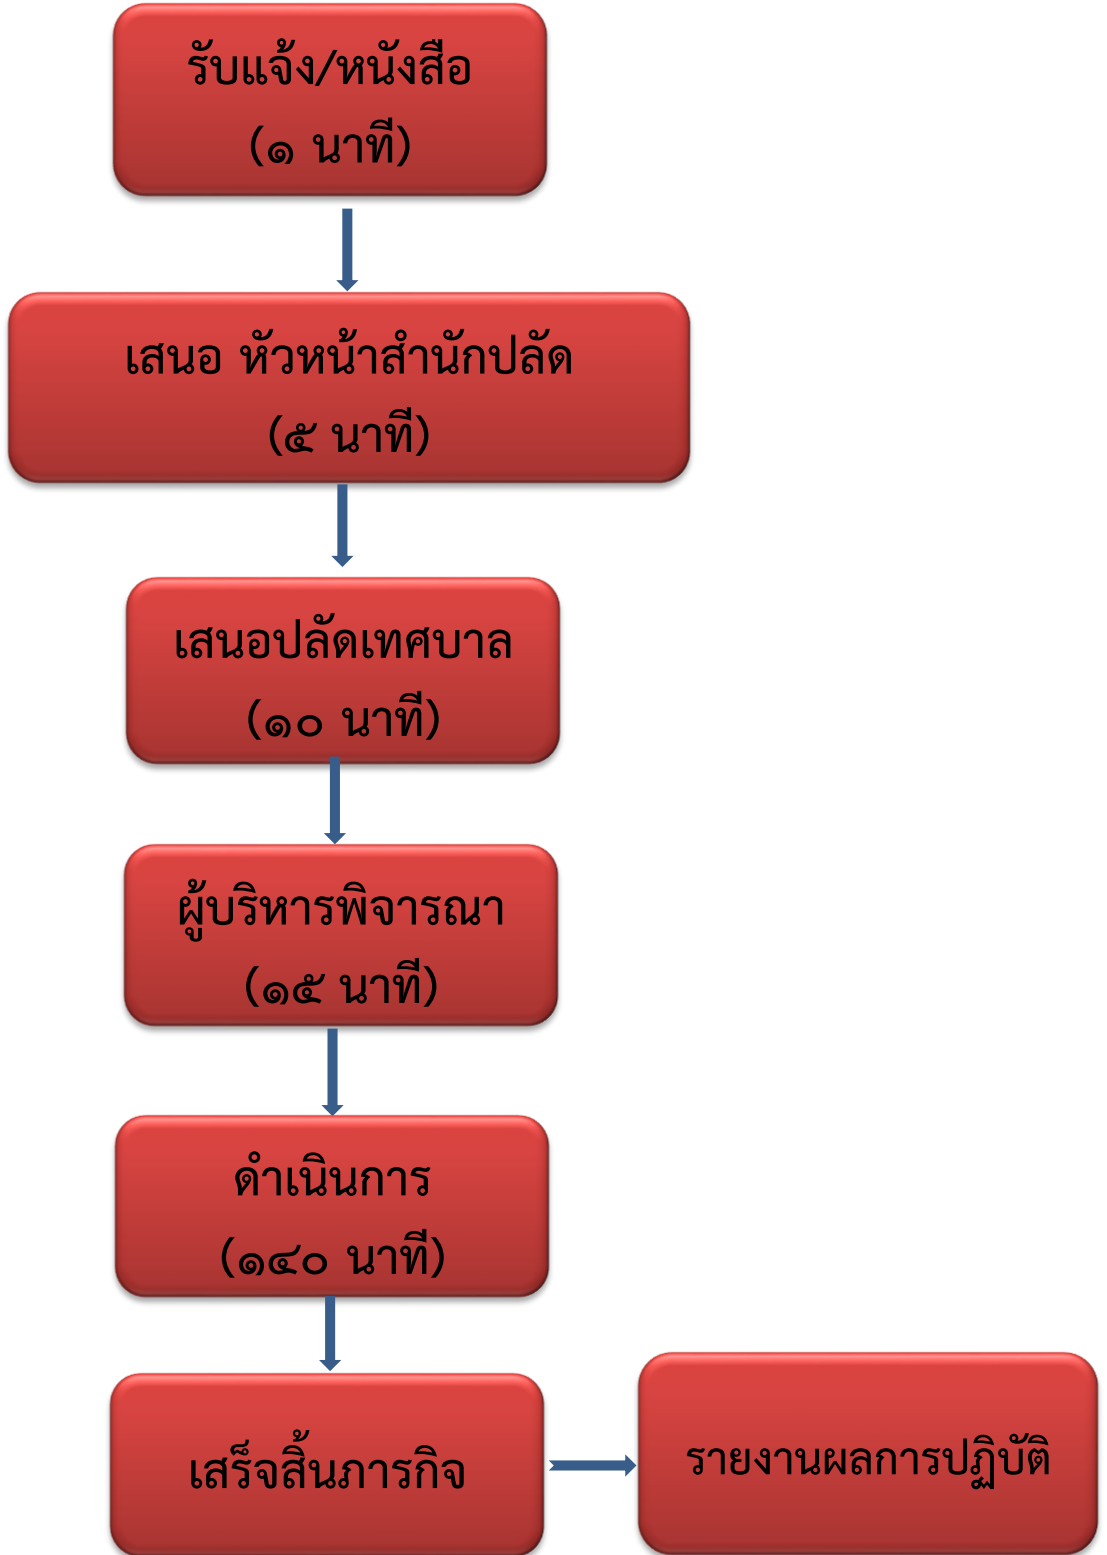 รับแจ้ง/หนังสือ
(๑ นาที)
เสนอ หัวหน้าสำนักปลัด
(๕ นาที)
เสนอปลัดเทศบาล
(๑๐ นาที)
ผู้บริหารพิจารณา
(๑๕ นาที)
ดำเนินการ
(๑๔๐ นาที)
เสร็จสิ้นภารกิจ
รายงานผลการปฏิบัติ